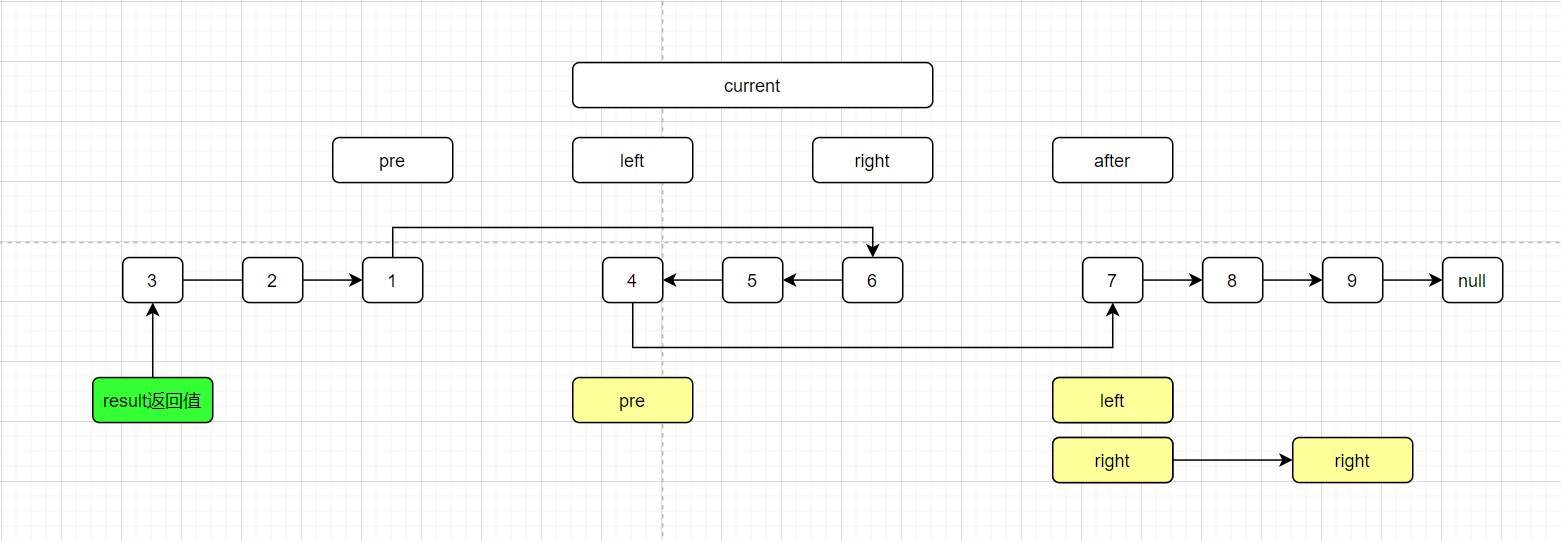 current
pre
left
right
after
3
2
1
4
5
6
7
8
9
null
result返回值
pre
left
right
right